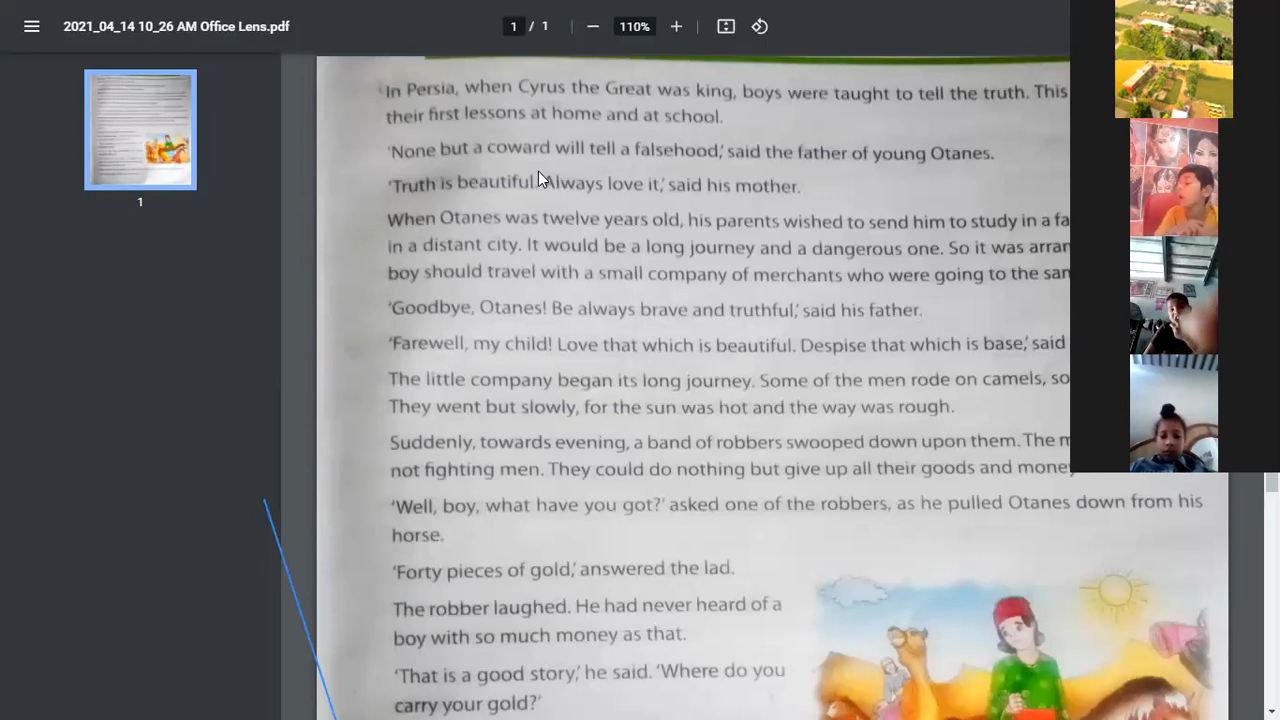 2021_04_14 10_26 AM Office Lens.pdf
1 / 1
110%
1
In Persia, when Cyrus the Great was king, boys were taught to tell the truth. This
their first lessons at home and at school.
'None but a coward will tell a falsehood,' said the father of young Otanes.
'Truth is beautiful. Always love it,' said his mother.
When Otanes was twelve years old, his parents wished to send him to study in a fa
in a distant city. It would be a long journey and a dangerous one. So it was arran
boy should travel with a small company of merchants who were going to the sam
'Goodbye, Otanes! Be always brave and truthful,' said his father.
'Farewell, my child! Love that which is beautiful. Despise that which is base,' said
The little company began its long journey. Some of the men rode on camels, so
They went but slowly, for the sun was hot and the way was rough.
Suddenly, towards evening, a band of robbers swooped down upon them. The m
not fighting men. They could do nothing but give up all their goods and money
'Well, boy, what have you got?' asked one of the robbers, as he pulled Otanes down from his
horse.
'Forty pieces of gold,' answered the lad.
The robber laughed. He had never heard of a
boy with so much money as that.
'That is a good story,' he said. 'Where do you
carry your gold?'